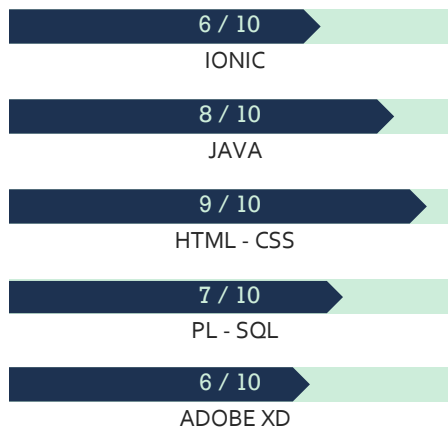 6 / 10
IONIC
8 / 10
JAVA
9 / 10
HTML - CSS
7 / 10
PL - SQL
6 / 10
ADOBE XD